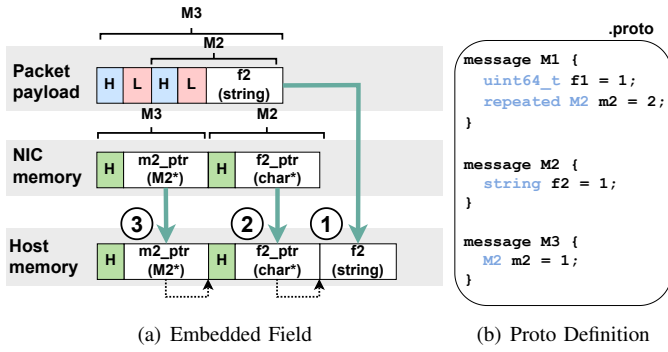 M3
M2
Packet payload
H L H L f2 (string)
M3 M2
NIC memory
H m2_ptr (M2*) H f2_ptr (char*)
3 2 1
Host memory
H m2_ptr (M2*) H f2_ptr (char*) f2 (string)
(a) Embedded Field
.proto
message M1 {
uint64_t f1 = 1;
repeated M2 m2 = 2;
}
message M2 {
string f2 = 1;
}
message M3 {
M2 m2 = 1;
}
(b) Proto Definition